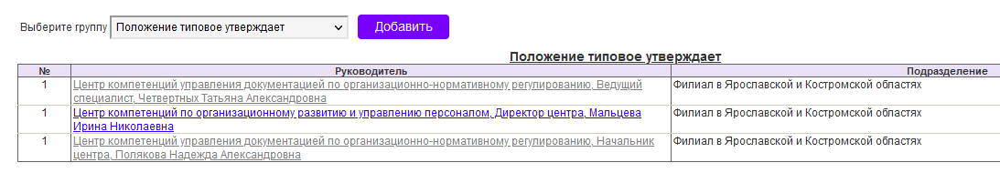 Выберите группу Положение типовое утверждает Добавить
Положение типовое утверждает
№ Руководитель Подразделение
1 Центр компетенций управления документацией по организационно-нормативному регулированию, Ведущий Филиал в Ярославской и Костромской областях
специалист, Четвертных Татьяна Александровна
1 Центр компетенций по организационному развитию и управлению персоналом, Директор центра, Мальцева Филиал в Ярославской и Костромской областях
Ирина Николаевна
1 Центр компетенций управления документацией по организационно-нормативному регулированию, Начальник Филиал в Ярославской и Костромской областях
центра, Полякова Надежда Александровна